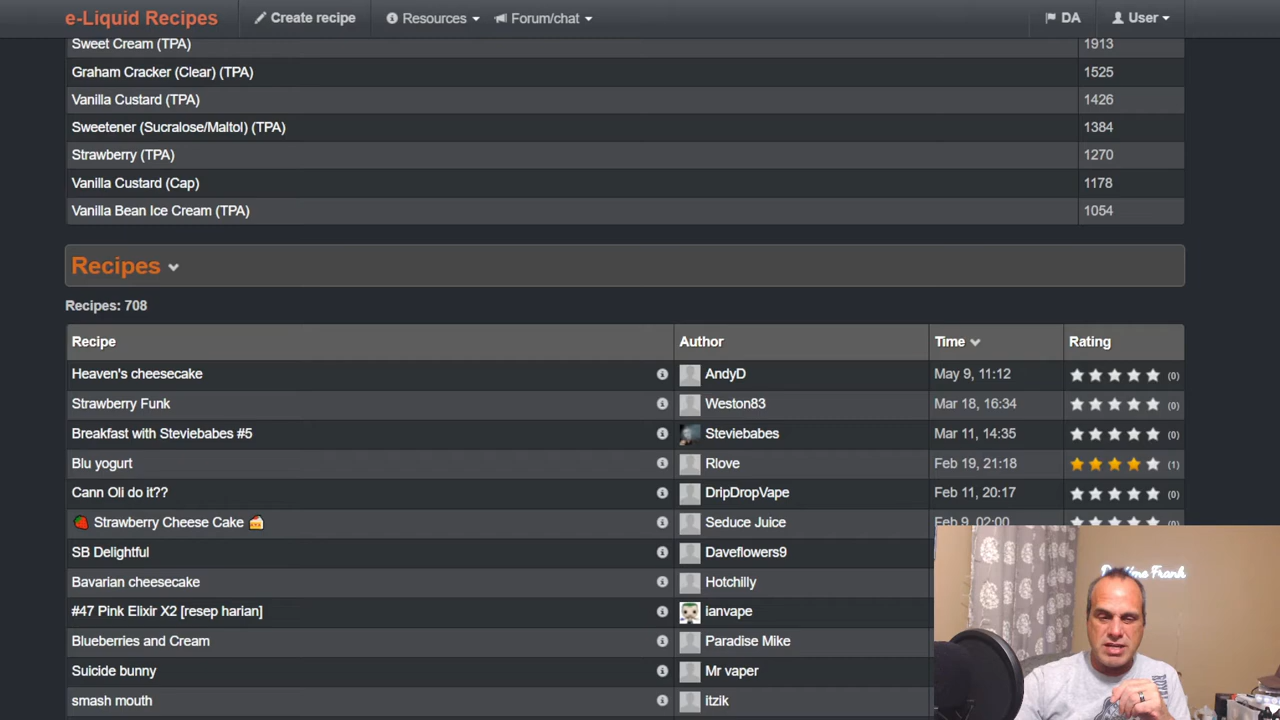 e-Liquid Recipes Create recipe Resources Forum/chat DA User
Sweet Cream (TPA) 1913
Graham Cracker (Clear) (TPA) 1525
Vanilla Custard (TPA) 1426
Sweetener (Sucralose/Maltol) (TPA) 1384
Strawberry (TPA) 1270
Vanilla Custard (Cap) 1178
Vanilla Bean Ice Cream (TPA) 1054
Recipes
Recipes: 708
Recipe Author Time Rating
Heaven's cheesecake AndyD May 9, 11:12 (0)
Strawberry Funk Weston83 Mar 18, 16:34 (0)
Breakfast with Steviebabes #5 Steviebabes Mar 11, 14:35 (0)
Blu yogurt Rlove Feb 19, 21:18 (1)
Cann Oli do it?? DripDropVape Feb 11, 20:17 (0)
🍓 Strawberry Cheese Cake 🍰 Seduce Juice Feb 9, 02:00 (0)
SB Delightful Daveflowers9
Bavarian cheesecake Hotchilly
#47 Pink Elixir X2 [resep harian] ianvape
Blueberries and Cream Paradise Mike
Suicide bunny Mr vaper
smash mouth itzik
Frank